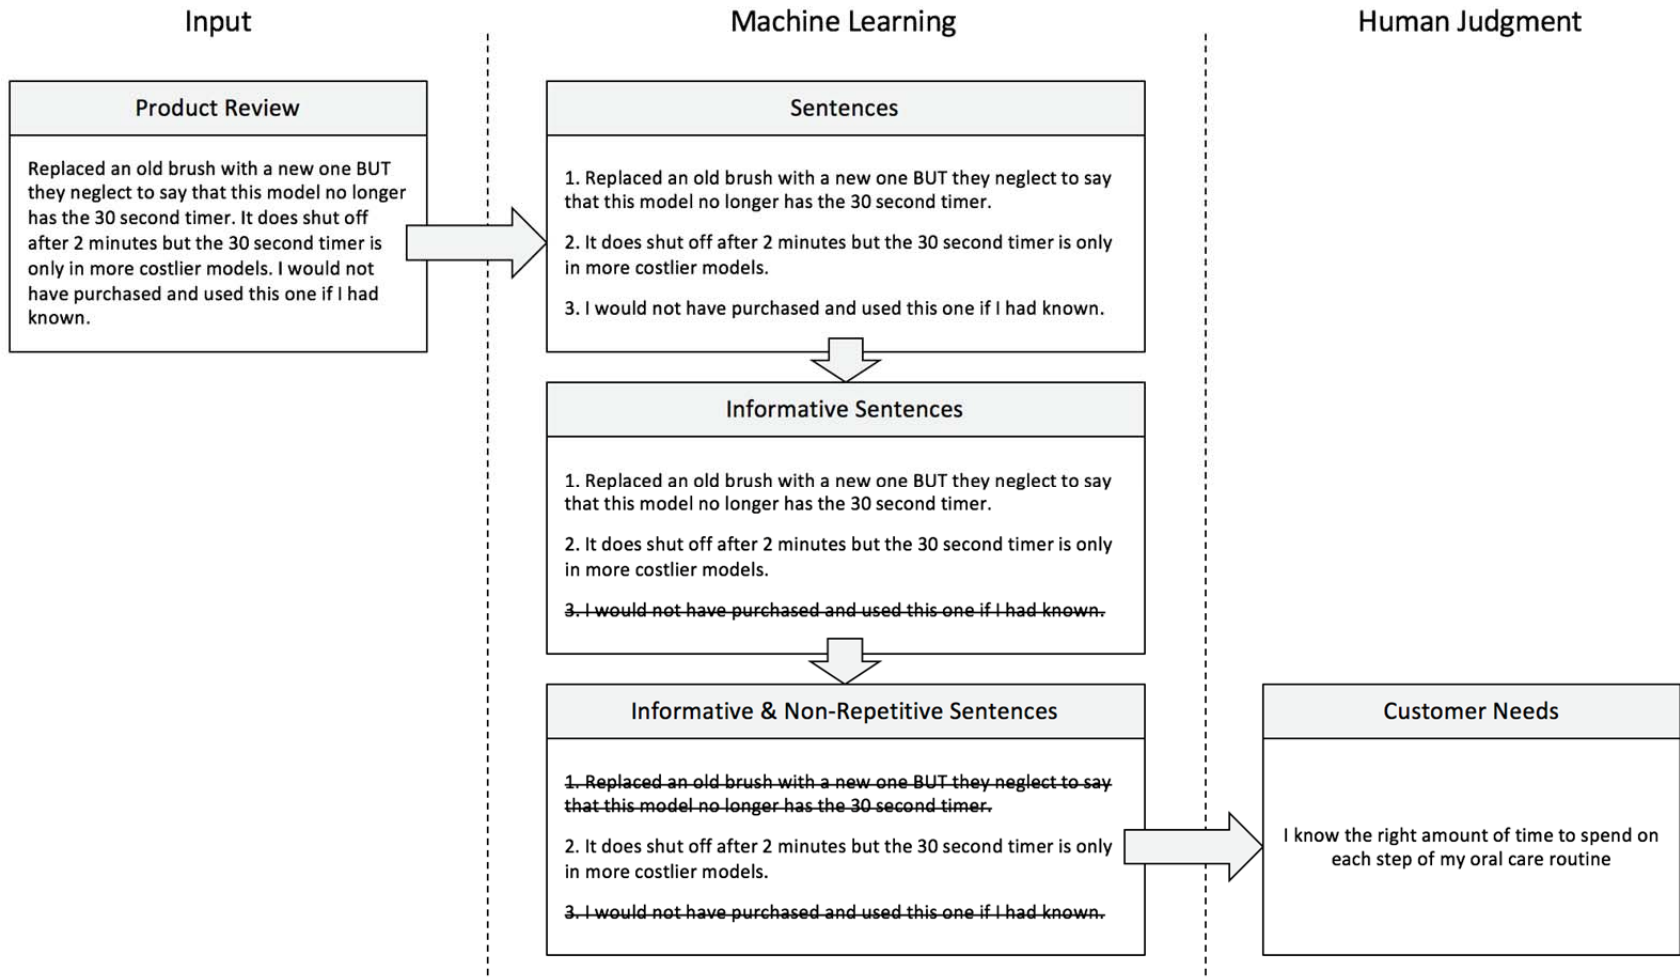 Input
Machine Learning
Human Judgment
Product Review
Replaced an old brush with a new one BUT
they neglect to say that this model no longer
has the 30 second timer. It does shut off
after 2 minutes but the 30 second timer is
only in more costlier models. I would not
have purchased and used this one if I had
known.
Sentences
1. Replaced an old brush with a new one BUT they neglect to say
that this model no longer has the 30 second timer.
2. It does shut off after 2 minutes but the 30 second timer is only
in more costlier models.
3. I would not have purchased and used this one if I had known.
Informative Sentences
1. Replaced an old brush with a new one BUT they neglect to say
that this model no longer has the 30 second timer.
2. It does shut off after 2 minutes but the 30 second timer is only
in more costlier models.
3. I would not have purchased and used this one if I had known.
Informative & Non-Repetitive Sentences
1. Replaced an old brush with a new one BUT they neglect to say
that this model no longer has the 30 second timer.
2. It does shut off after 2 minutes but the 30 second timer is only
in more costlier models.
3. I would not have purchased and used this one if I had known.
Customer Needs
I know the right amount of time to spend on
each step of my oral care routine